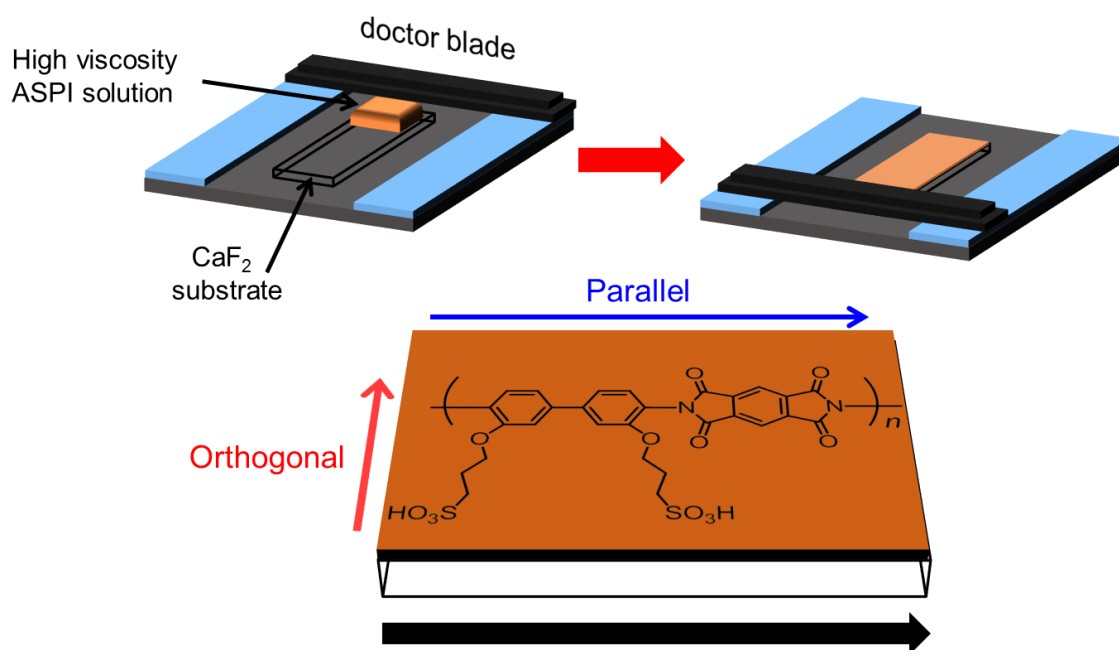 doctor blade
High viscosity
ASPI solution
CaF₂
substrate
Parallel
Orthogonal
O
O
N
N
n
O
O
O
O
HO₃S
SO₃H